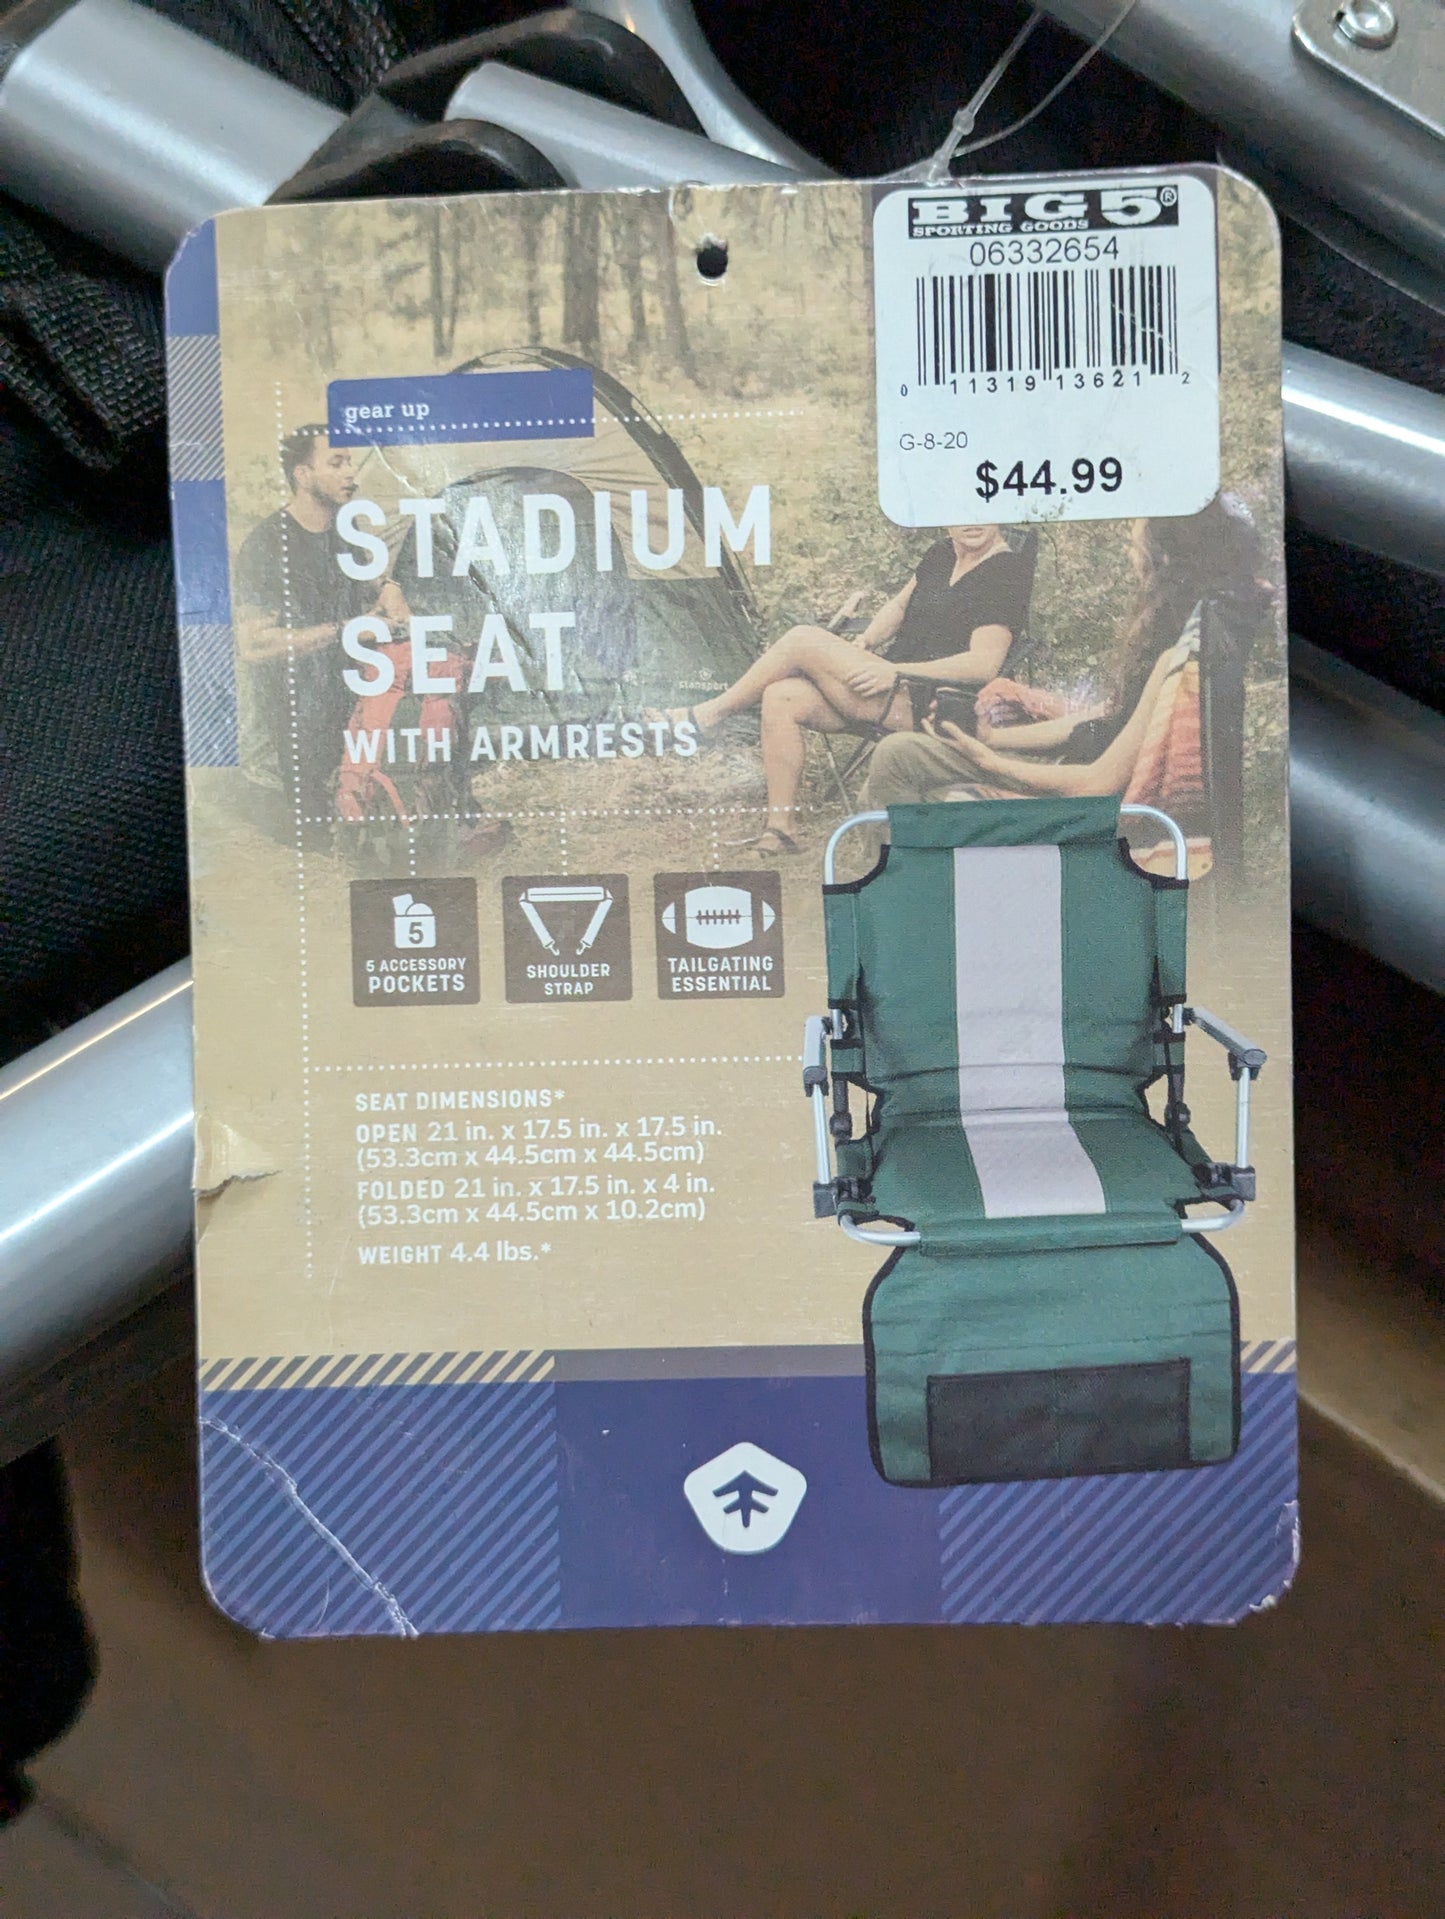 BIG 5®
SPORTING GOODS
06332654
0 11319 13621 2
G-8-20
$44.99
gear up
STADIUM
SEAT
stansport
WITH ARMRESTS
5
5 ACCESSORY
POCKETS
SHOULDER
STRAP
TAILGATING
ESSENTIAL
SEAT DIMENSIONS*
OPEN 21 in. x 17.5 in. x 17.5 in.
(53.3cm x 44.5cm x 44.5cm)
FOLDED 21 in. x 17.5 in. x 4 in.
(53.3cm x 44.5cm x 10.2cm)
WEIGHT 4.4 lbs.*